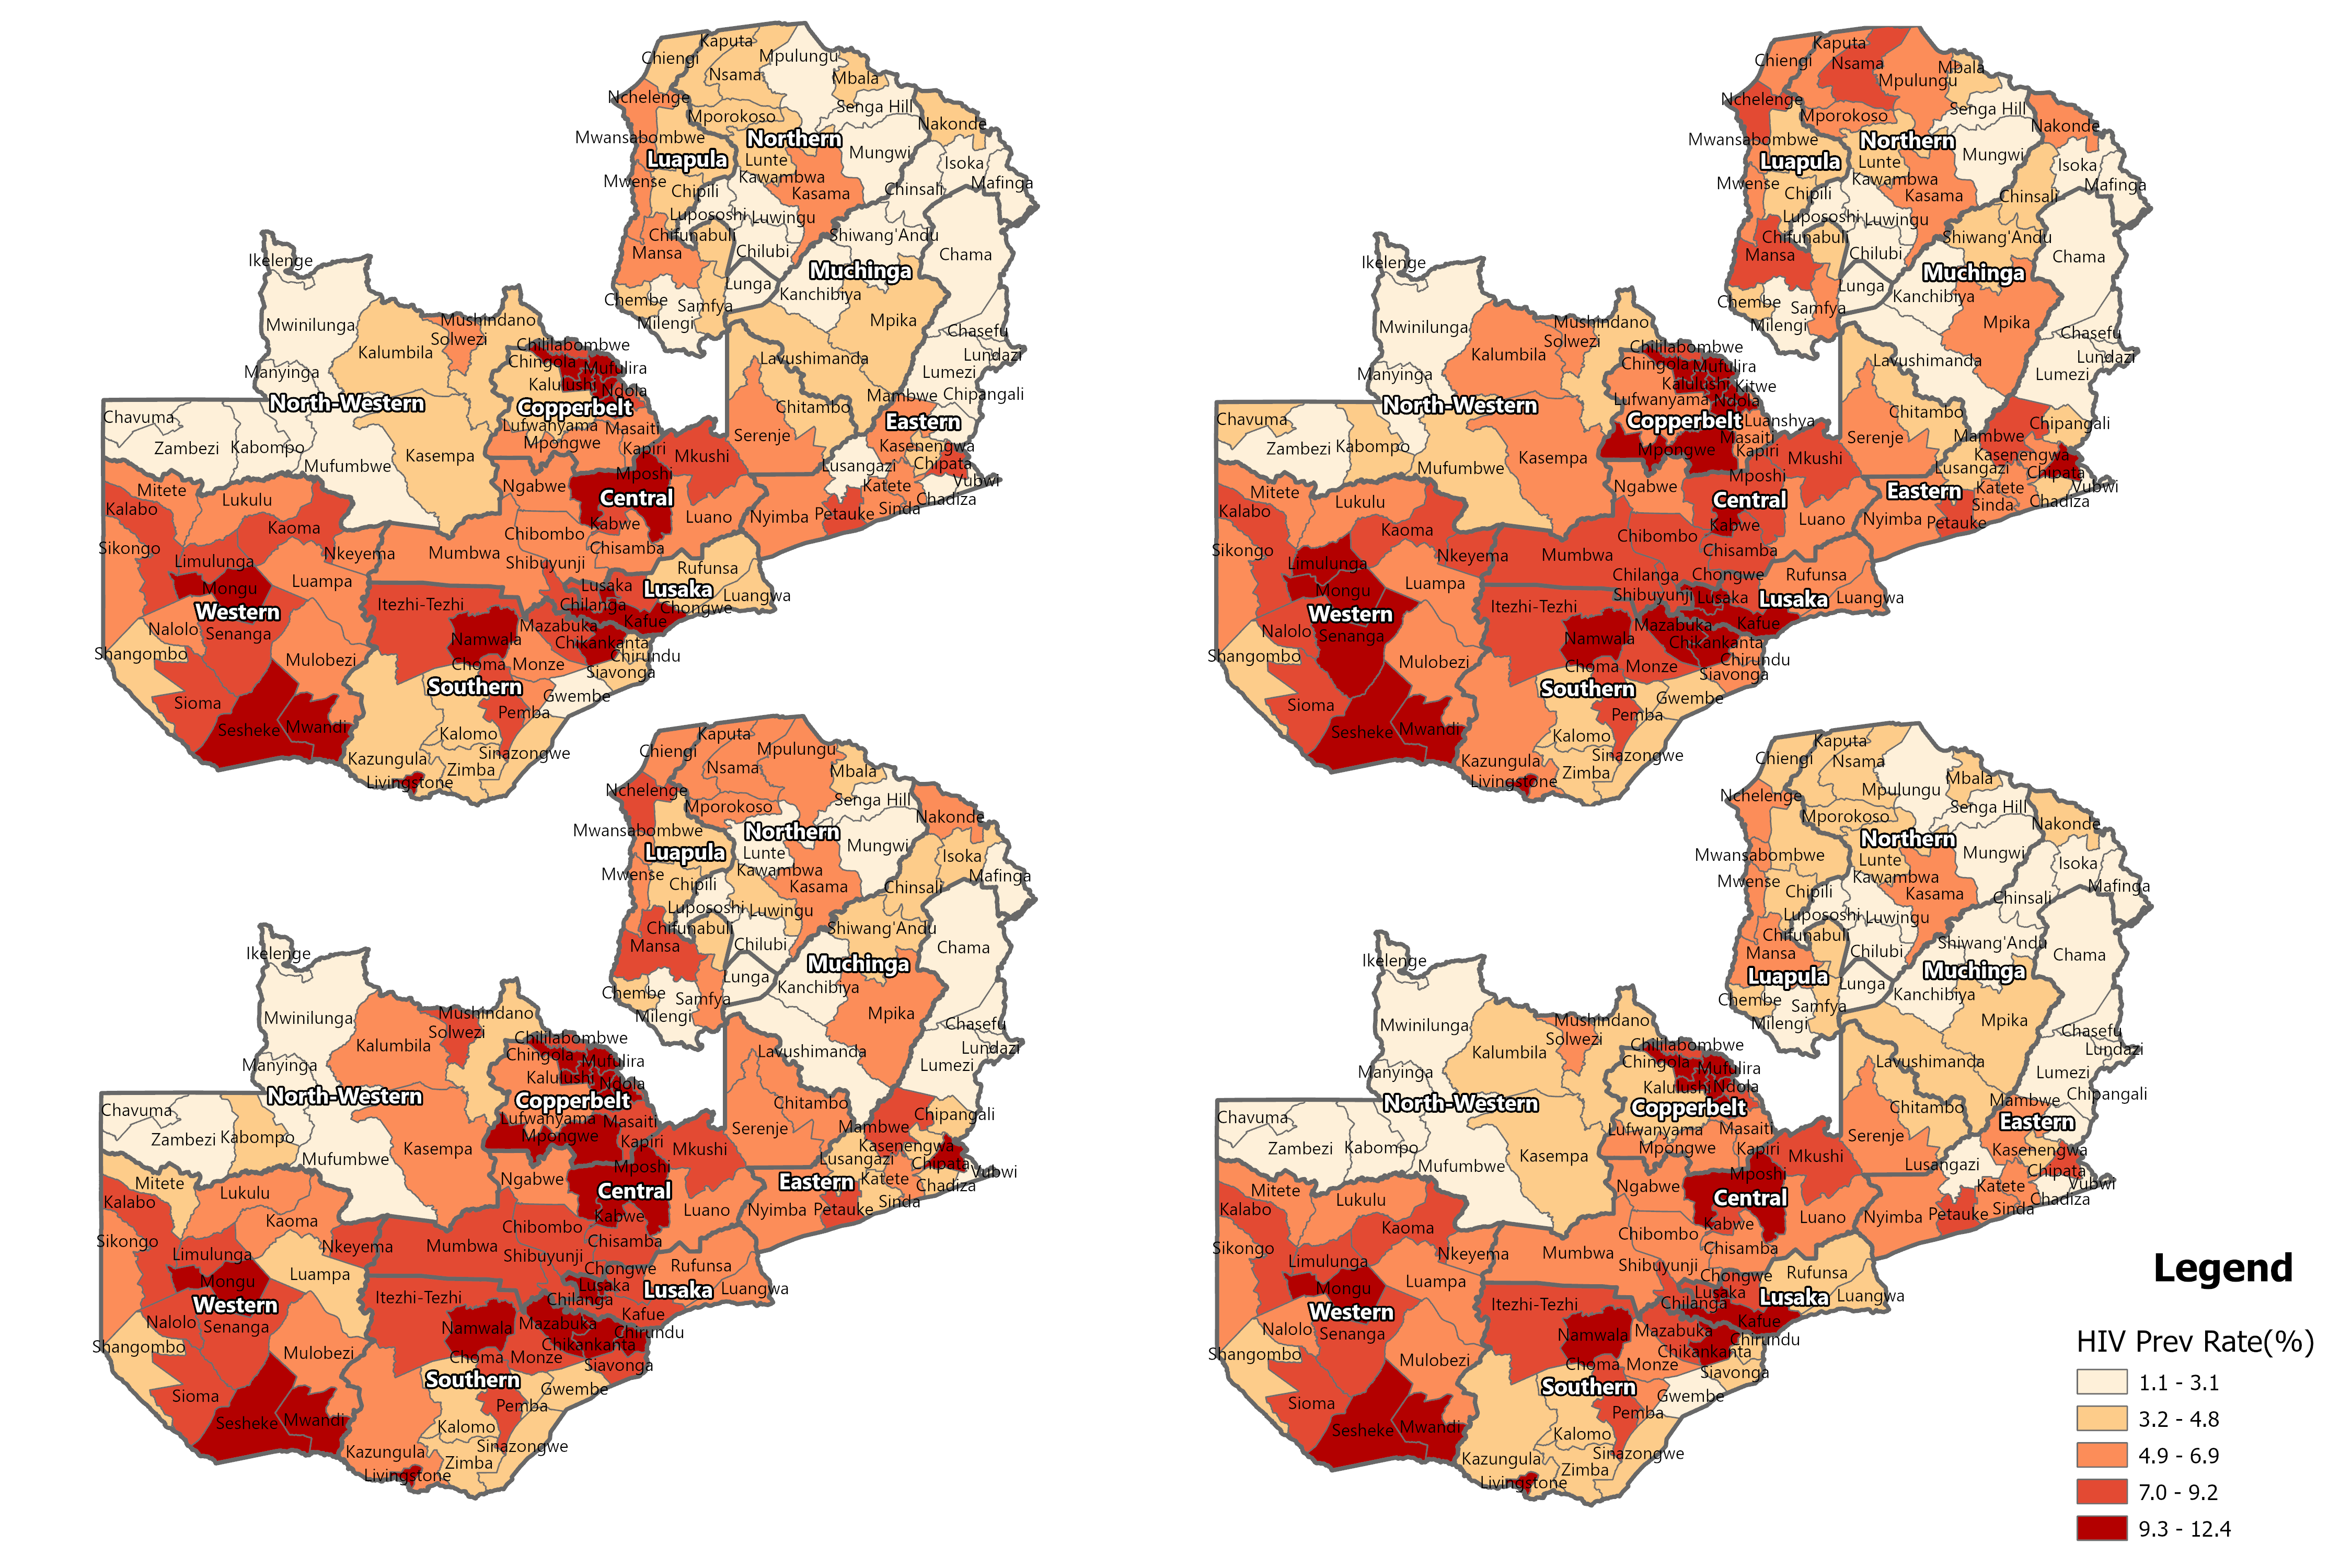 Kaputa
Chiengi
Mpulungu
Nsama
Mbala
Nchelenge
Senga Hill
Mporokoso
Nakonde
Mwansabombwe
Northern
Luapula
Lunte
Mungwi
Isoka
Mwense
Kawambwa
Chipili
Kasama
Chinsali
Mafinga
Lupososhi
Luwingu
Chifunabuli
Shiwang'Andu
Mansa
Chilubi
Chama
Ikelenge
Muchinga
Lunga
Kanchibiya
Chembe
Samfya
Milengi
Mpika
Mwinilunga
Mushindano
Solwezi
Chasefu
Kalumbila
Chililabombwe
Chingola
Mufulira
Lavushimanda
Lundazi
Manyinga
Kalulushi
Ndola
Lumezi
Mambwe
Chipangali
North-Western
Copperbelt
Chitambo
Chavuma
Lufwanyama
Masaiti
Eastern
Zambezi
Kabompo
Mpongwe
Kapiri
Serenje
Kasenengwa
Mufumbwe
Kasempa
Mposhi
Mkushi
Lusangazi
Chipata
Mitete
Lukulu
Ngabwe
Central
Katete
Vubwi
Chadiza
Kalabo
Kaoma
Kabwe
Luano
Nyimba
Petauke
Sinda
Sikongo
Nkeyema
Mumbwa
Chibombo
Chisamba
Limulunga
Luampa
Shibuyunji
Rufunsa
Mongu
Lusaka
Lusaka
Luangwa
Western
Itezhi-Tezhi
Chilanga
Chongwe
Nalolo
Senanga
Namwala
Mazabuka
Kafue
Chikankanta
Shangombo
Mulobezi
Choma
Monze
Chirundu
Siavonga
Southern
Gwembe
Sioma
Pemba
Sesheke
Mwandi
Kalomo
Kazungula
Sinazongwe
Zimba
Livingstone
Kaputa
Chiengi
Nsama
Mbala
Mpulungu
Nchelenge
Senga Hill
Mporokoso
Nakonde
Mwansabombwe
Northern
Luapula
Lunte
Mungwi
Isoka
Mwense
Kawambwa
Chipili
Kasama
Chinsali
Mafinga
Lupososhi
Luwingu
Chifunabuli
Shiwang'Andu
Mansa
Chilubi
Chama
Ikelenge
Muchinga
Lunga
Kanchibiya
Chembe
Samfya
Milengi
Mpika
Mwinilunga
Mushindano
Solwezi
Chasefu
Kalumbila
Chililabombwe
Chingola
Mufulira
Lavushimanda
Lundazi
Manyinga
Kalulushi
Kitwe
Lumezi
Lufwanyama
Ndola
North-Western
Copperbelt
Luanshya
Chitambo
Chipangali
Chavuma
Masaiti
Mambwe
Zambezi
Kabompo
Mpongwe
Kapiri
Serenje
Kasenengwa
Mufumbwe
Kasempa
Mposhi
Mkushi
Lusangazi
Chipata
Mitete
Lukulu
Ngabwe
Central
Eastern
Katete
Vubwi
Chadiza
Kalabo
Kaoma
Kabwe
Luano
Nyimba
Petauke
Sinda
Sikongo
Nkeyema
Mumbwa
Chibombo
Chisamba
Limulunga
Luampa
Chilanga
Chongwe
Rufunsa
Mongu
Shibuyunji
Lusaka
Lusaka
Luangwa
Western
Itezhi-Tezhi
Nalolo
Senanga
Namwala
Mazabuka
Kafue
Chikankanta
Shangombo
Mulobezi
Choma
Monze
Chirundu
Siavonga
Southern
Gwembe
Sioma
Pemba
Sesheke
Mwandi
Kalomo
Kazungula
Sinazongwe
Zimba
Livingstone
Kaputa
Chiengi
Mpulungu
Nsama
Mbala
Nchelenge
Senga Hill
Mporokoso
Nakonde
Mwansabombwe
Northern
Luapula
Lunte
Mungwi
Isoka
Mwense
Kawambwa
Chipili
Kasama
Chinsali
Mafinga
Lupososhi
Luwingu
Chifunabuli
Shiwang'Andu
Mansa
Chilubi
Chama
Ikelenge
Muchinga
Lunga
Kanchibiya
Chembe
Samfya
Milengi
Mpika
Mwinilunga
Mushindano
Solwezi
Chasefu
Kalumbila
Chililabombwe
Chingola
Mufulira
Lavushimanda
Lundazi
Manyinga
Kalulushi
Ndola
Lumezi
North-Western
Copperbelt
Chitambo
Chipangali
Chavuma
Lufwanyama
Masaiti
Mambwe
Zambezi
Kabompo
Mpongwe
Kapiri
Serenje
Kasenengwa
Mufumbwe
Kasempa
Mposhi
Mkushi
Lusangazi
Chipata
Mitete
Lukulu
Ngabwe
Central
Eastern
Katete
Vubwi
Chadiza
Kalabo
Kaoma
Kabwe
Luano
Nyimba
Petauke
Sinda
Sikongo
Nkeyema
Mumbwa
Chibombo
Chisamba
Limulunga
Luampa
Shibuyunji
Chongwe
Rufunsa
Mongu
Lusaka
Lusaka
Luangwa
Western
Itezhi-Tezhi
Chilanga
Nalolo
Senanga
Namwala
Mazabuka
Kafue
Chikankanta
Chirundu
Shangombo
Mulobezi
Choma
Monze
Siavonga
Southern
Gwembe
Sioma
Pemba
Sesheke
Mwandi
Kalomo
Kazungula
Sinazongwe
Zimba
Livingstone
Kaputa
Chiengi
Nsama
Mbala
Mpulungu
Nchelenge
Senga Hill
Mporokoso
Nakonde
Northern
Mwansabombwe
Lunte
Mungwi
Isoka
Mwense
Kawambwa
Chipili
Kasama
Chinsali
Mafinga
Lupososhi
Luwingu
Chifunabuli
Shiwang'Andu
Mansa
Chilubi
Chama
Ikelenge
Luapula
Muchinga
Lunga
Kanchibiya
Chembe
Samfya
Milengi
Mpika
Mwinilunga
Mushindano
Solwezi
Chasefu
Kalumbila
Chililabombwe
Chingola
Mufulira
Lavushimanda
Lundazi
Manyinga
Kalulushi
Ndola
Lumezi
Mambwe
Chipangali
North-Western
Copperbelt
Chitambo
Chavuma
Lufwanyama
Masaiti
Eastern
Zambezi
Kabompo
Mpongwe
Kapiri
Serenje
Kasenengwa
Mufumbwe
Kasempa
Mposhi
Mkushi
Lusangazi
Chipata
Mitete
Lukulu
Ngabwe
Central
Katete
Vubwi
Chadiza
Kalabo
Kaoma
Kabwe
Luano
Nyimba
Petauke
Sinda
Sikongo
Nkeyema
Mumbwa
Chibombo
Chisamba
Limulunga
Luampa
Shibuyunji
Chongwe
Rufunsa
Mongu
Lusaka
Lusaka
Luangwa
Western
Itezhi-Tezhi
Chilanga
Nalolo
Senanga
Namwala
Mazabuka
Kafue
Chikankanta
Chirundu
Shangombo
Mulobezi
Choma
Monze
Siavonga
Southern
Gwembe
Sioma
Pemba
Sesheke
Mwandi
Kalomo
Kazungula
Sinazongwe
Zimba
Livingstone
Legend
HIV Prev Rate(%)
1.1 - 3.1
3.2 - 4.8
4.9 - 6.9
7.0 - 9.2
9.3 - 12.4